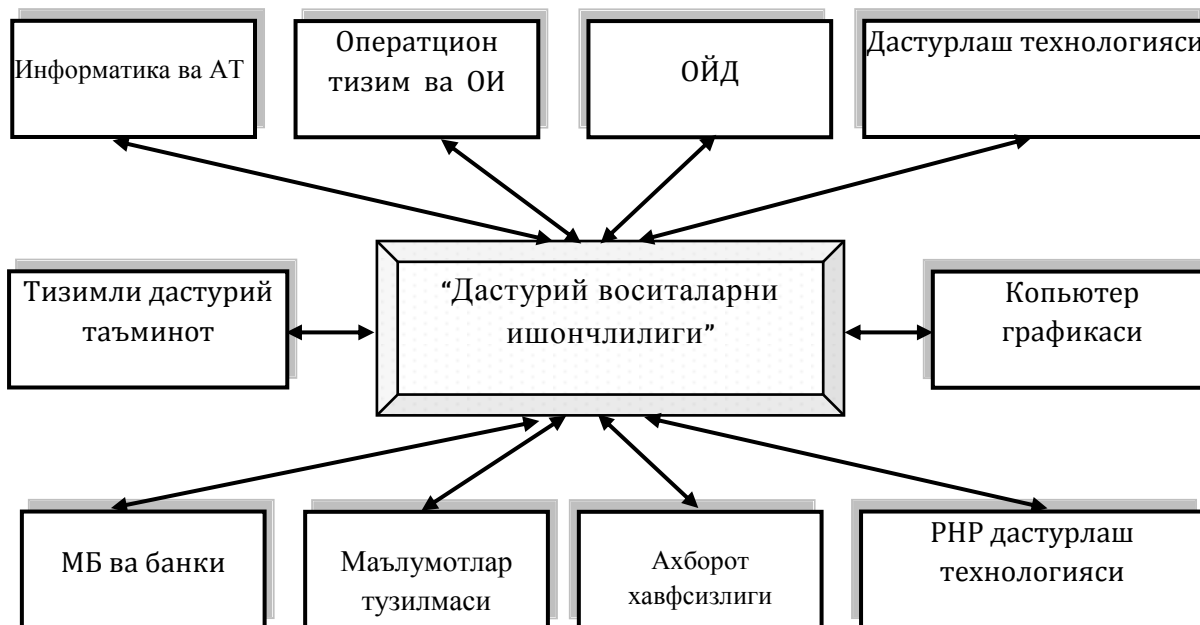 Информатика ва АТ
Оператцион
тизим ва ОИ
ОЙД
Дастурлаш технологияси
Тизимли дастурий
таъминот
“Дастурий воситаларни
ишончлилиги”
Копьютер
графикаси
МБ ва банки
Маълумотлар
тузилмаси
Ахборот
хавфсизлиги
PHP дастурлаш
технологияси